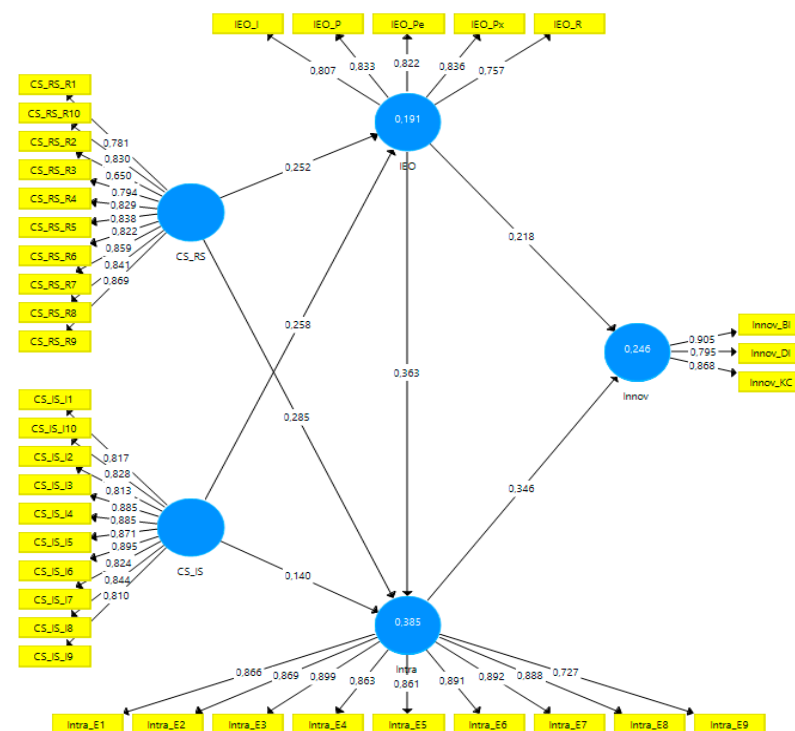 IEO_I
IEO_P
IEO_Pe
IEO_Px
IEO_R
0,807
0,833
0,822
0,836
0,757
0,191
IEO
CS_RS_R1
CS_RS_R10
CS_RS_R2
CS_RS_R3
CS_RS_R4
CS_RS_R5
CS_RS_R6
CS_RS_R7
CS_RS_R8
CS_RS_R9
0,781
0,830
0,650
0,794
0,829
0,838
0,822
0,859
0,841
0,869
CS_RS
0,252
0,218
0,258
0,363
0,285
0,346
0,140
0,246
Innov
0,905
0,795
0,868
Innov_BI
Innov_DI
Innov_KC
CS_IS_I1
CS_IS_I10
CS_IS_I2
CS_IS_I3
CS_IS_I4
CS_IS_I5
CS_IS_I6
CS_IS_I7
CS_IS_I8
CS_IS_I9
0,817
0,828
0,813
0,885
0,885
0,871
0,895
0,824
0,844
0,810
CS_IS
0,385
Intra
0,866
0,869
0,899
0,863
0,861
0,891
0,892
0,888
0,727
Intra_E1
Intra_E2
Intra_E3
Intra_E4
Intra_E5
Intra_E6
Intra_E7
Intra_E8
Intra_E9